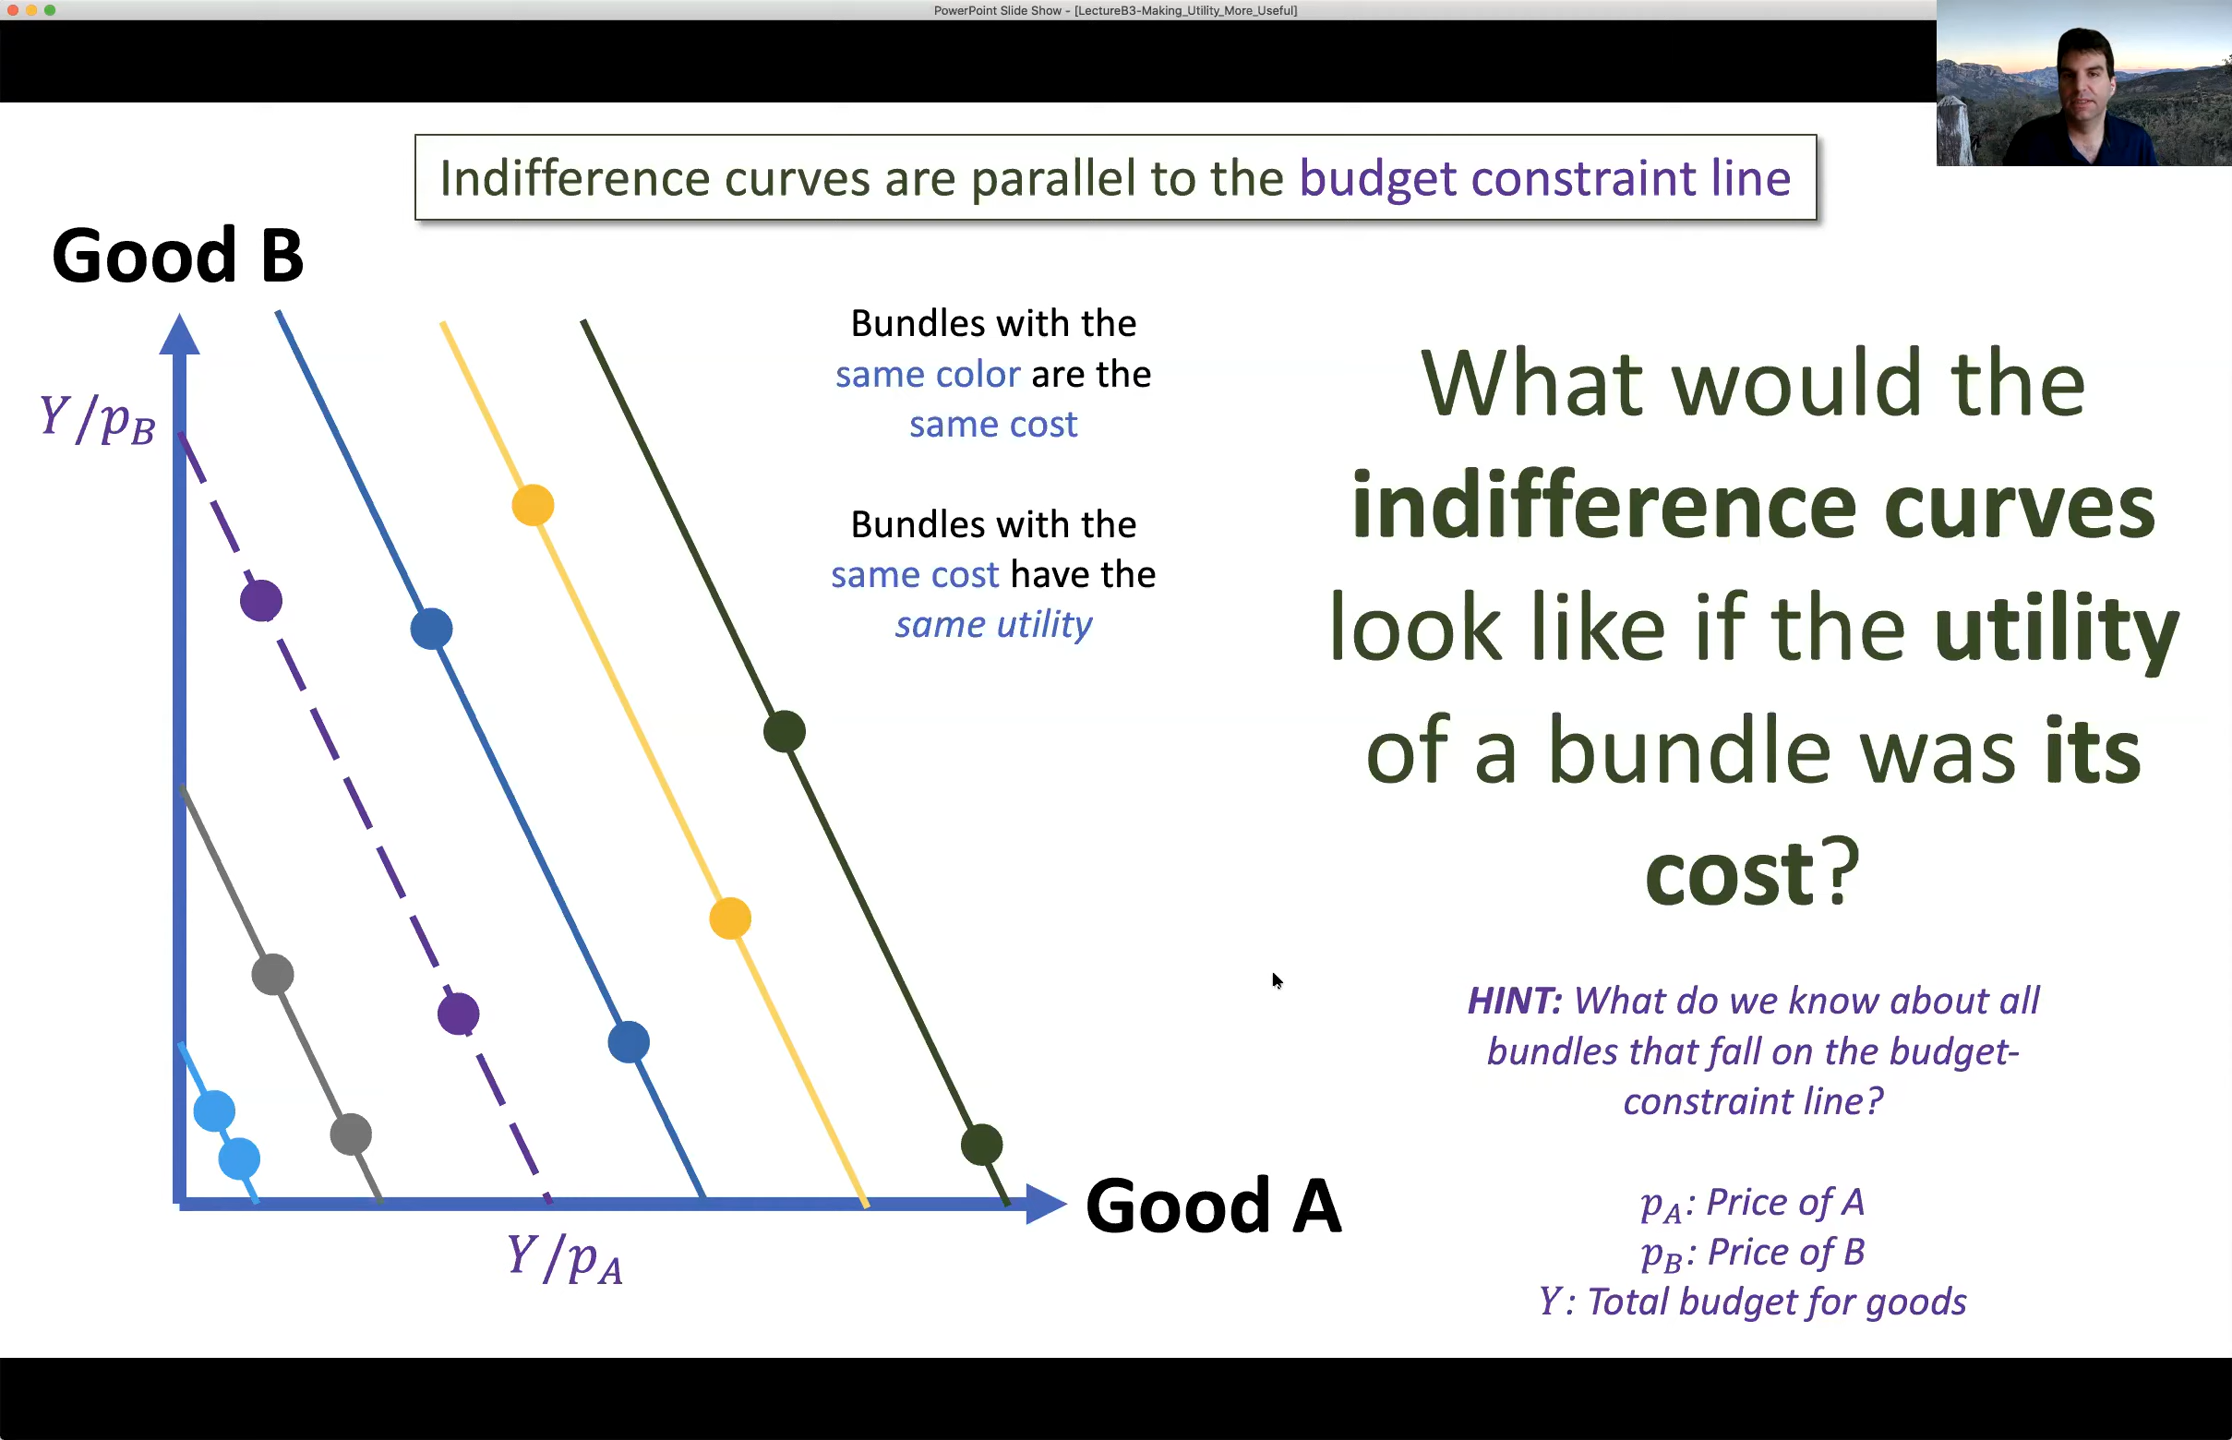 PowerPoint Slide Show - [LectureB3-Making_Utility_More_Useful]
Indifference curves are parallel to the budget constraint line
Good B
Y/p_B
Bundles with the
same color are the
same cost
Bundles with the
same cost have the
same utility
Good A
Y/p_A
What would the
indifference curves
look like if the utility
of a bundle was its
cost?
HINT: What do we know about all
bundles that fall on the budget-
constraint line?
p_A: Price of A
p_B: Price of B
Y: Total budget for goods